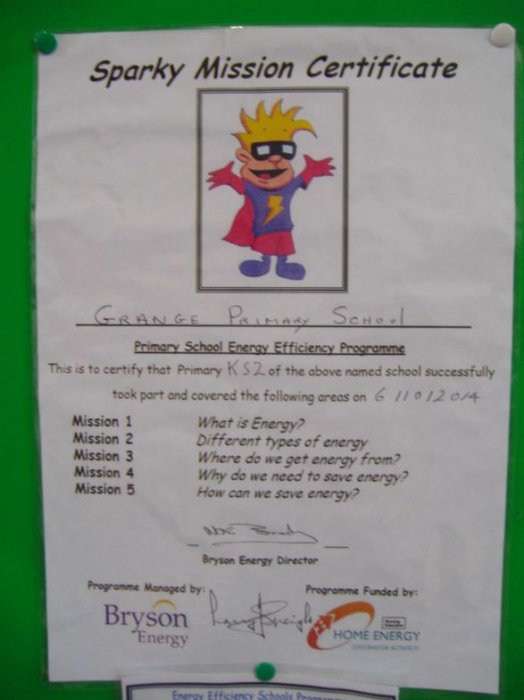 Sparky Mission Certificate
GRANGE PRIMARY SCHOOL
Primary School Energy Efficiency Programme
This is to certify that Primary KS2 of the above named school successfully
took part and covered the following areas on 6/10/2014
Mission 1 What is Energy?
Mission 2 Different types of energy
Mission 3 Where do we get energy from?
Mission 4 Why do we need to save energy?
Mission 5 How can we save energy?
Bryson Energy Director
Programme Managed by: Programme Funded by:
Bryson
Energy
HOME ENERGY
Energy Efficiency Schools